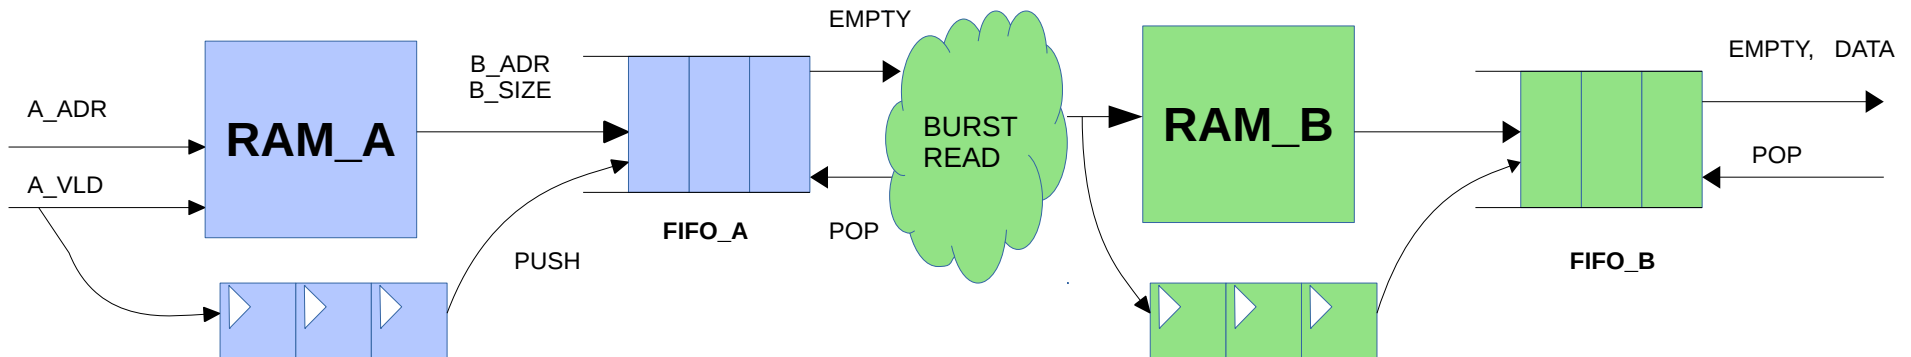 A_ADR
A_VLD
RAM_A
B_ADR
B_SIZE
PUSH
FIFO_A
EMPTY
POP
BURST
READ
RAM_B
FIFO_B
EMPTY, DATA
POP